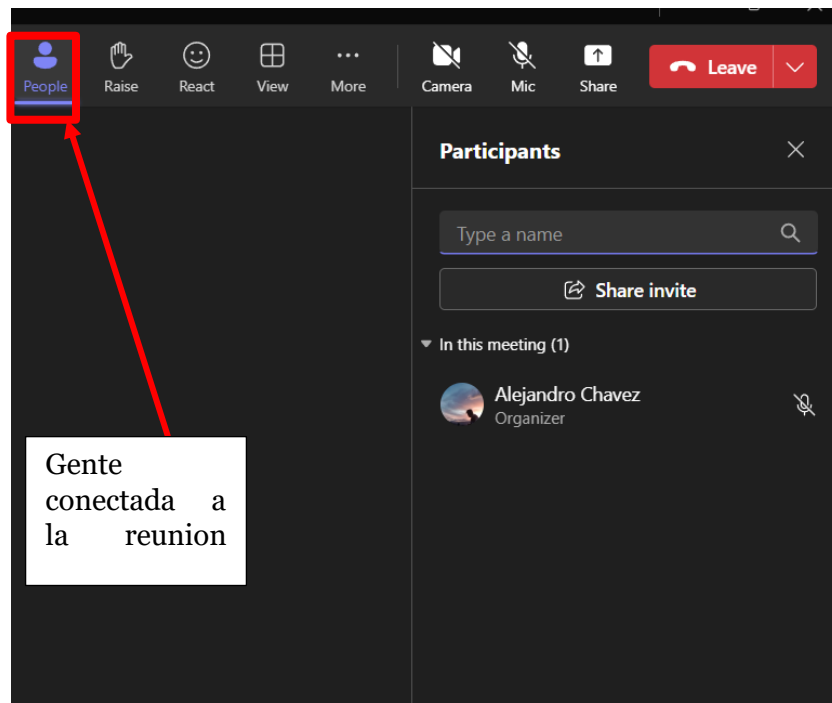 People Raise React View More Camera Mic Share Leave
Participants
Type a name
Share invite
In this meeting (1)
Alejandro Chavez
Organizer
Gente
conectada a
la reunion